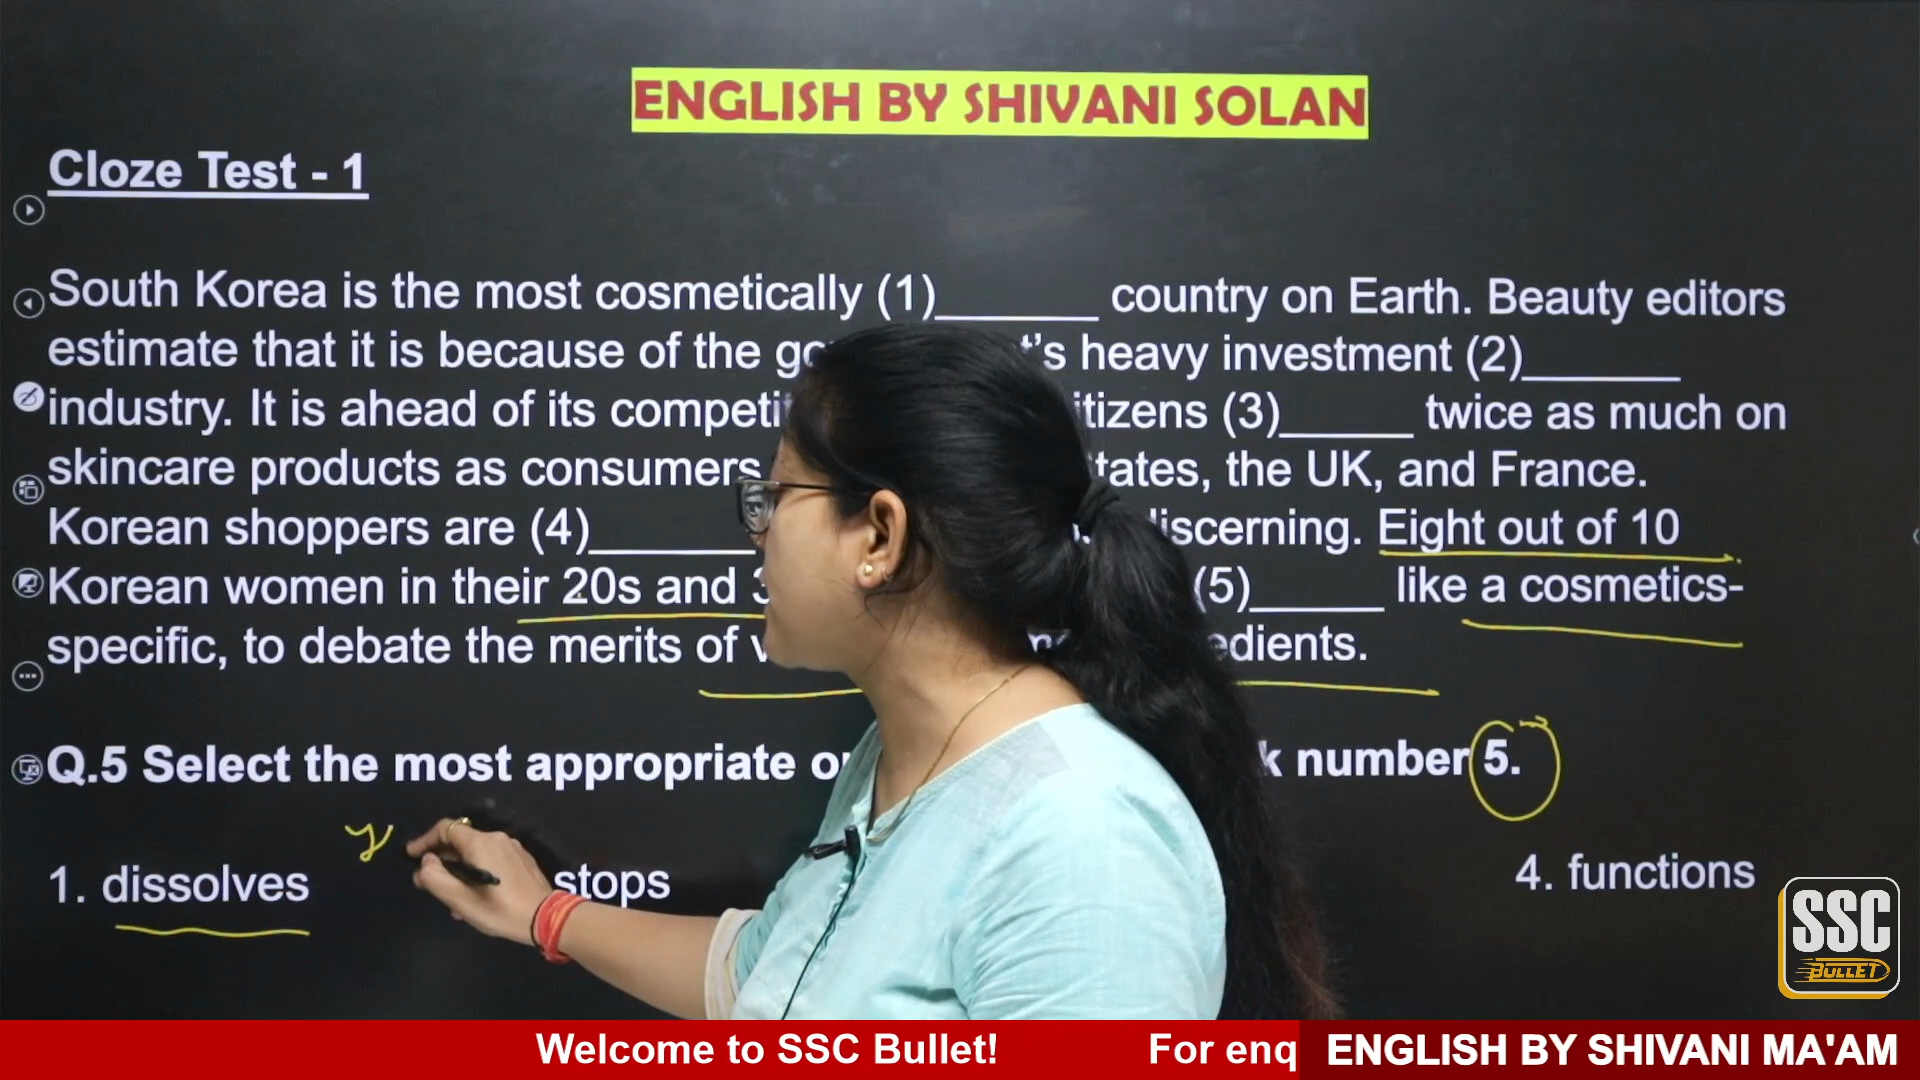 ENGLISH BY SHIVANI SOLAN
Cloze Test - 1
South Korea is the most cosmetically (1)_______ country on Earth. Beauty editors
estimate that it is because of the t's heavy investment (2)_______
industry. It is ahead of its (3)______ twice as much on
skincare products as consumers the UK, and France.
Korean shoppers are (4)_______ Eight out of 10
Korean women in their 20s and (5)______ like a cosmetics-
specific, to debate the merits of
Q.5 Select the most appropriate number 5.
1. dissolves stops 4. functions
SSC
BULLET
Welcome to SSC Bullet! For enq ENGLISH BY SHIVANI MA'AM